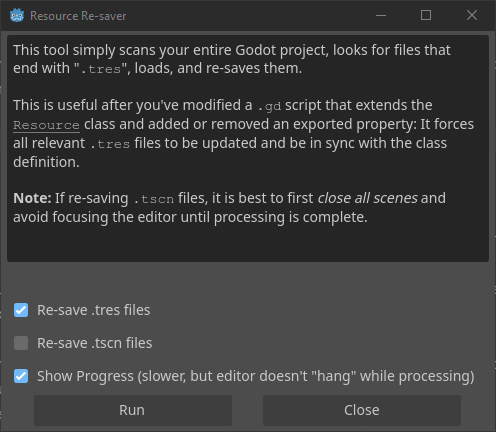 Resource Re-saver
This tool simply scans your entire Godot project, looks for files that
end with ".tres", loads, and re-saves them.
This is useful after you've modified a .gd script that extends the
Resource class and added or removed an exported property: It forces
all relevant .tres files to be updated and be in sync with the class
definition.
Note: If re-saving .tscn files, it is best to first close all scenes and
avoid focusing the editor until processing is complete.
Re-save .tres files
Re-save .tscn files
Show Progress (slower, but editor doesn't "hang" while processing)
Run
Close